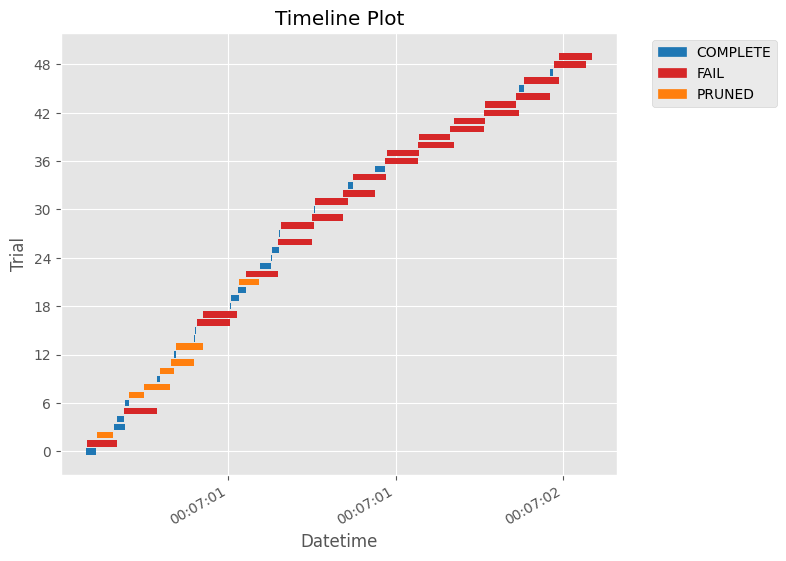 Timeline Plot
COMPLETE
FAIL
PRUNED
48
42
36
30
24
18
12
6
0
Trial
00:07:01
00:07:01
00:07:02
Datetime